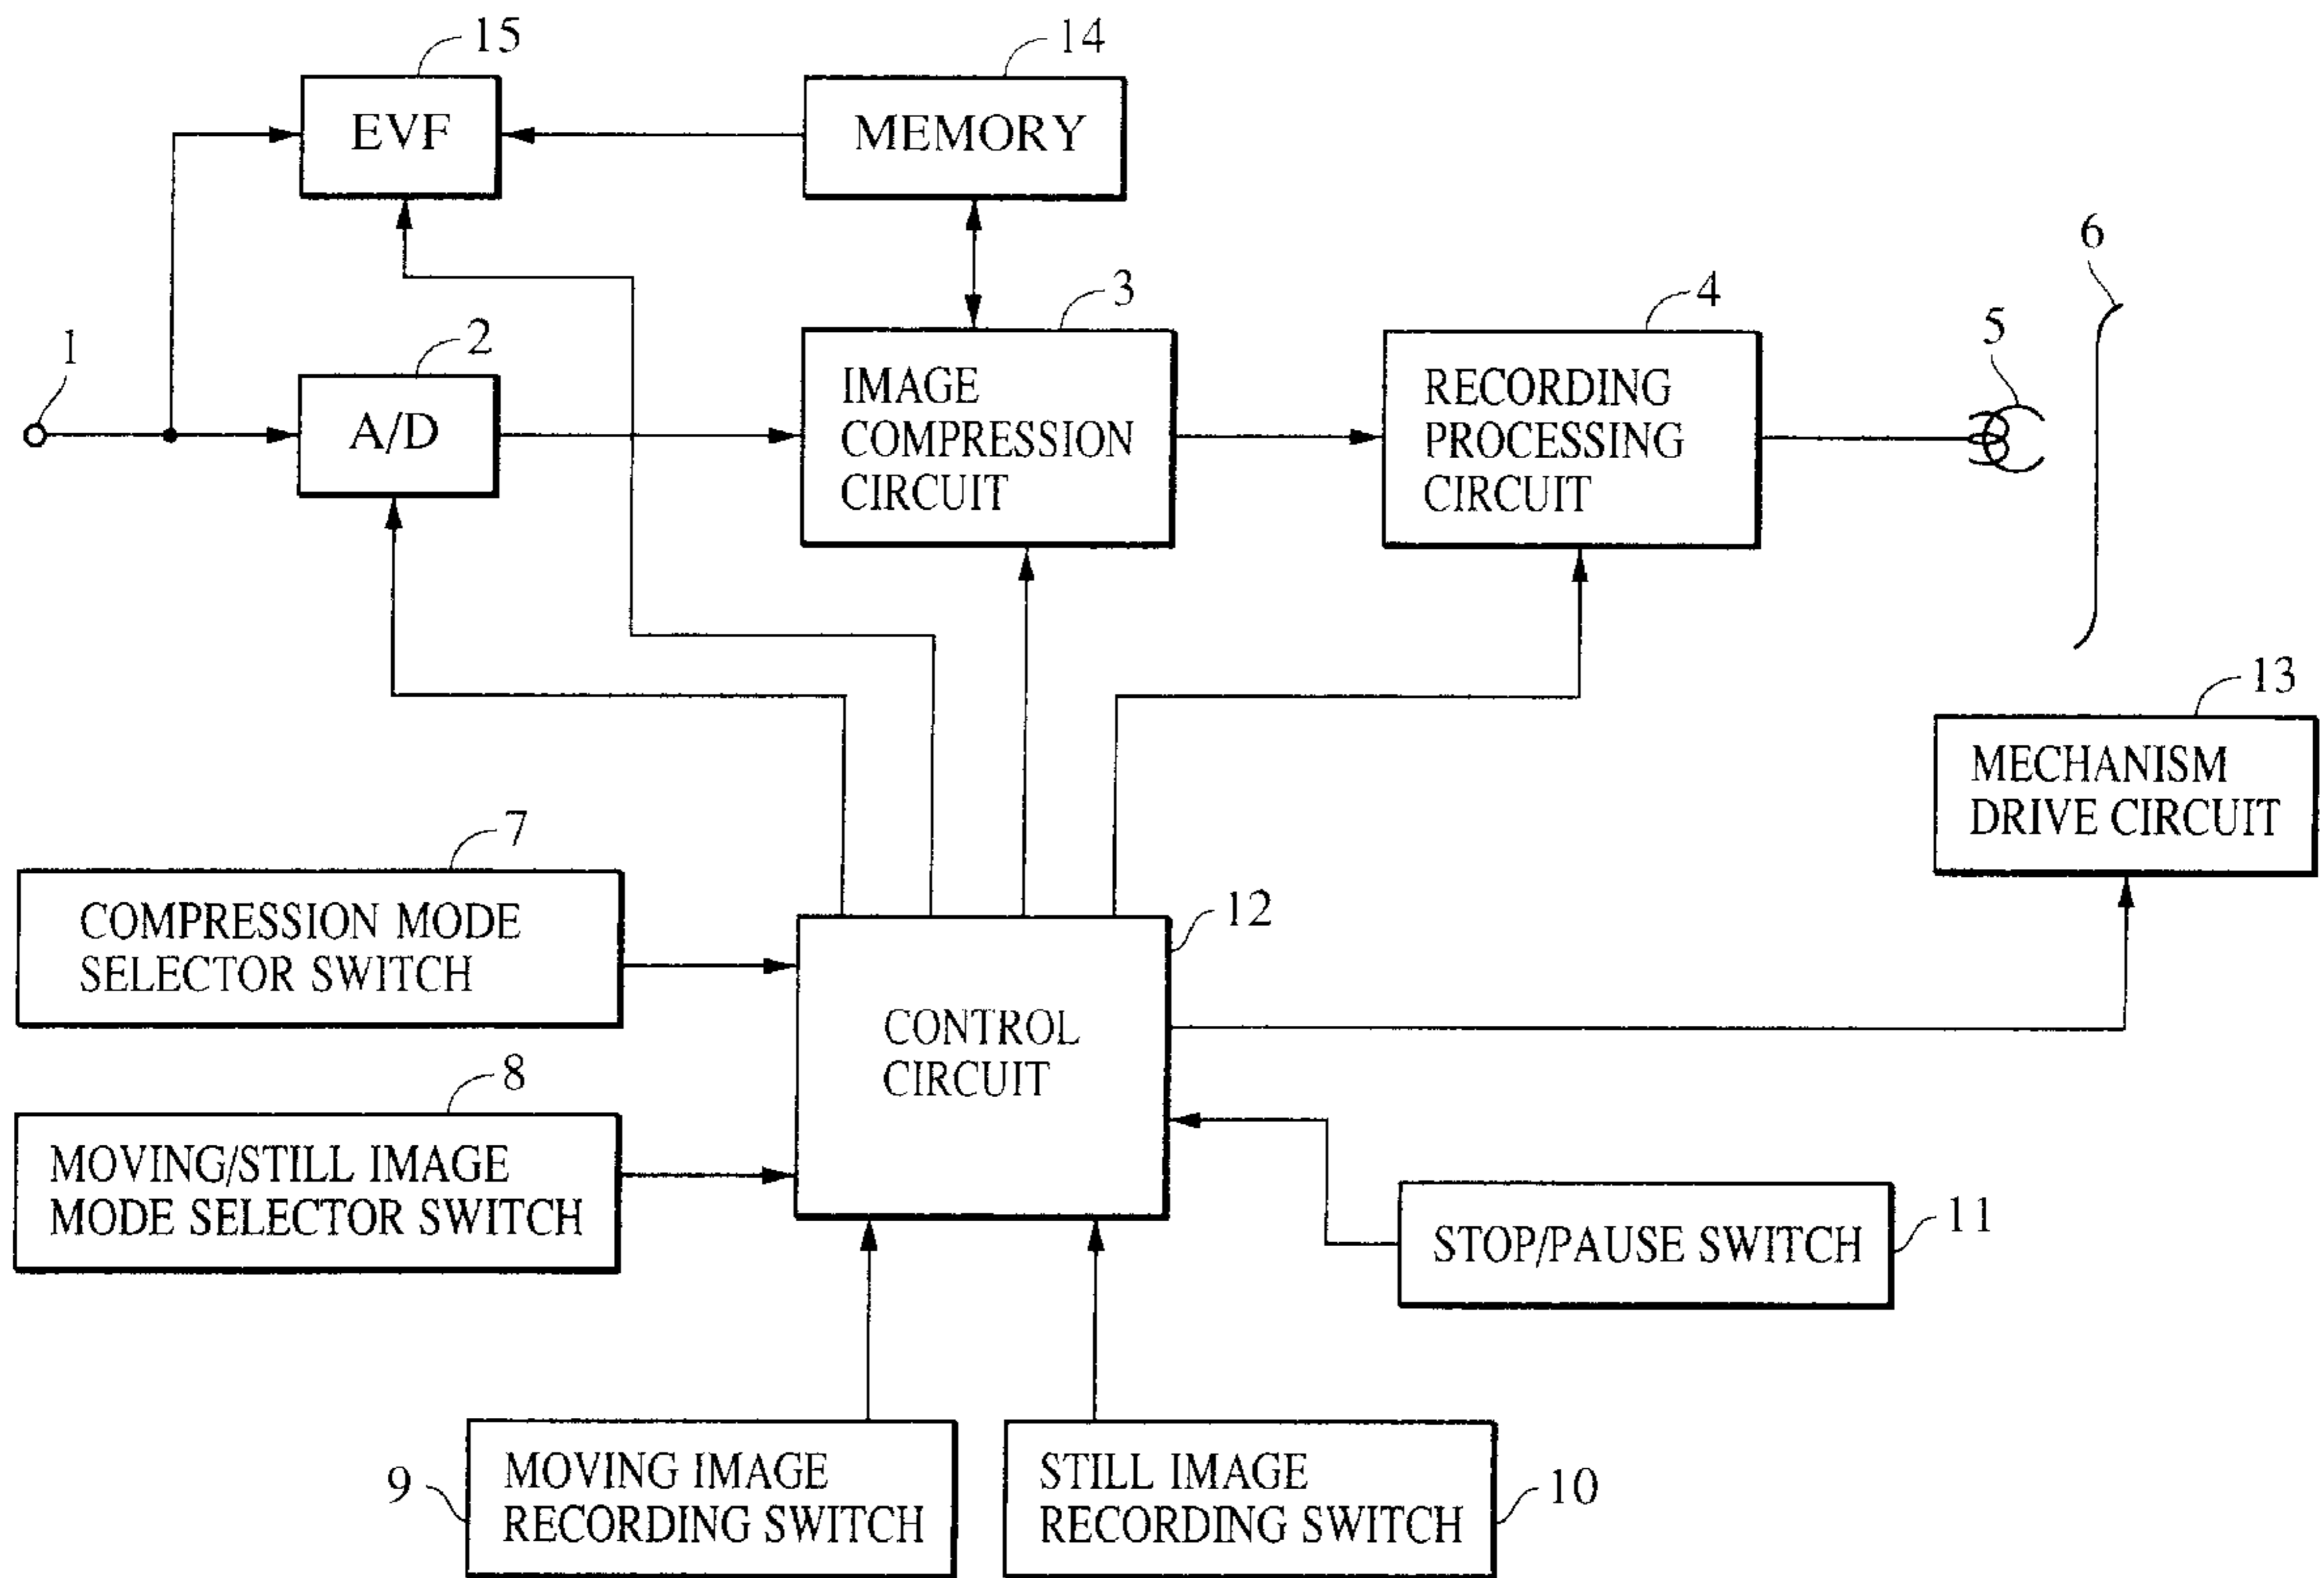 15
14
EVF
MEMORY
6
3
4
5
1
2
IMAGE
COMPRESSION
CIRCUIT
RECORDING
PROCESSING
CIRCUIT
A/D
13
MECHANISM
DRIVE CIRCUIT
7
COMPRESSION MODE
SELECTOR SWITCH
12
CONTROL
CIRCUIT
8
MOVING/STILL IMAGE
MODE SELECTOR SWITCH
STOP/PAUSE SWITCH
11
9
MOVING IMAGE
RECORDING SWITCH
STILL IMAGE
RECORDING SWITCH
10